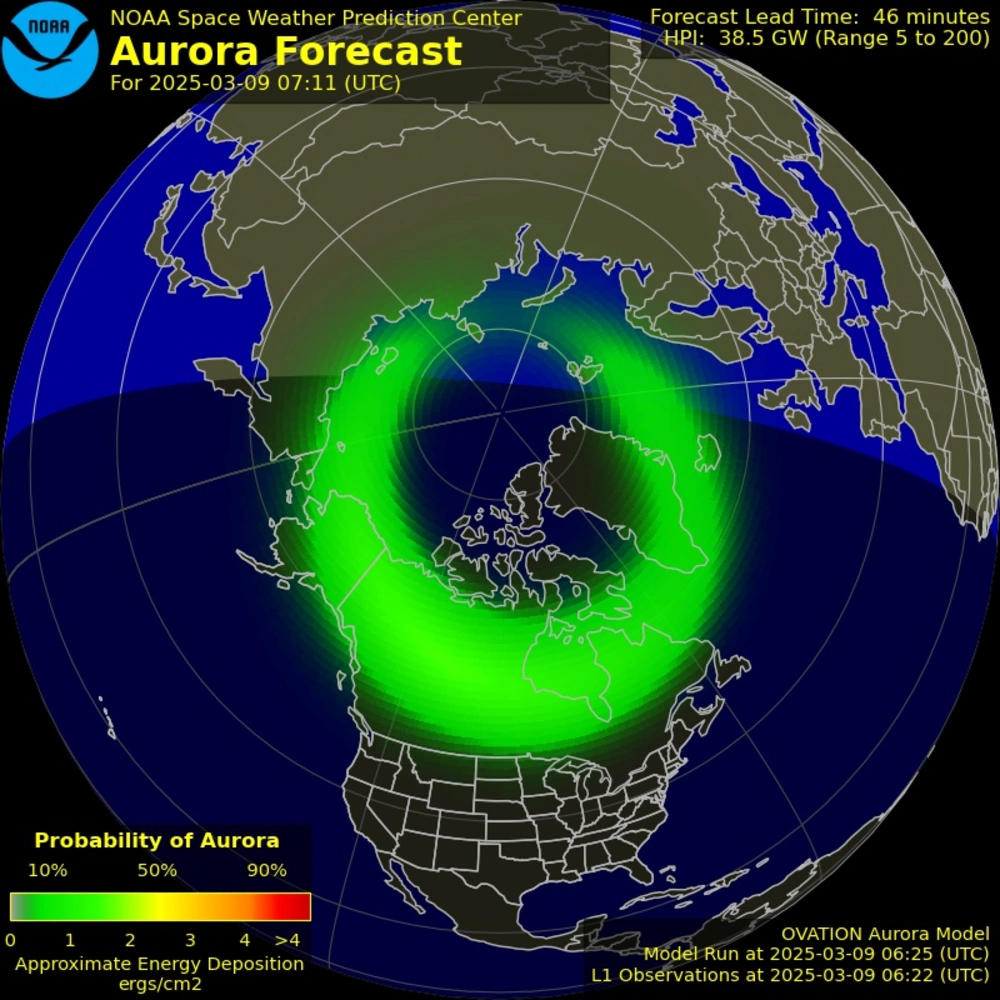 NOAA
NOAA Space Weather Prediction Center
Aurora Forecast
For 2025-03-09 07:11 (UTC)
Forecast Lead Time: 46 minutes
HPI: 38.5 GW (Range 5 to 200)
Probability of Aurora
10% 50% 90%
0 1 2 3 4 >4
Approximate Energy Deposition
ergs/cm2
OVATION Aurora Model
Model Run at 2025-03-09 06:25 (UTC)
L1 Observations at 2025-03-09 06:22 (UTC)